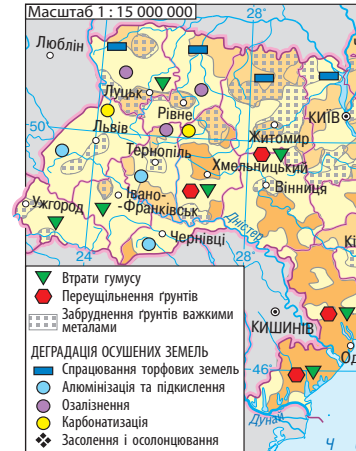 Масштаб 1 : 15 000 000
28°
Люблін
Луцьк
Рівне
КИЇВ
50
Львів
Житомир
Тернопіль
Хмельницький
Вінниця
Ужгород
Івано-
-Франківськ
Дністер
Чернівці
24°
28°
Кі
КИШИНІВ
Од
46°
Дунай
Ч
Втрати гумусу
Переущільнення ґрунтів
Забруднення ґрунтів важкими
металами
ДЕГРАДАЦІЯ ОСУШЕНИХ ЗЕМЕЛЬ
Спрацювання торфових земель
Алюмінізація та підкислення
Озалізнення
Карбонатизація
Засолення і осолонцювання